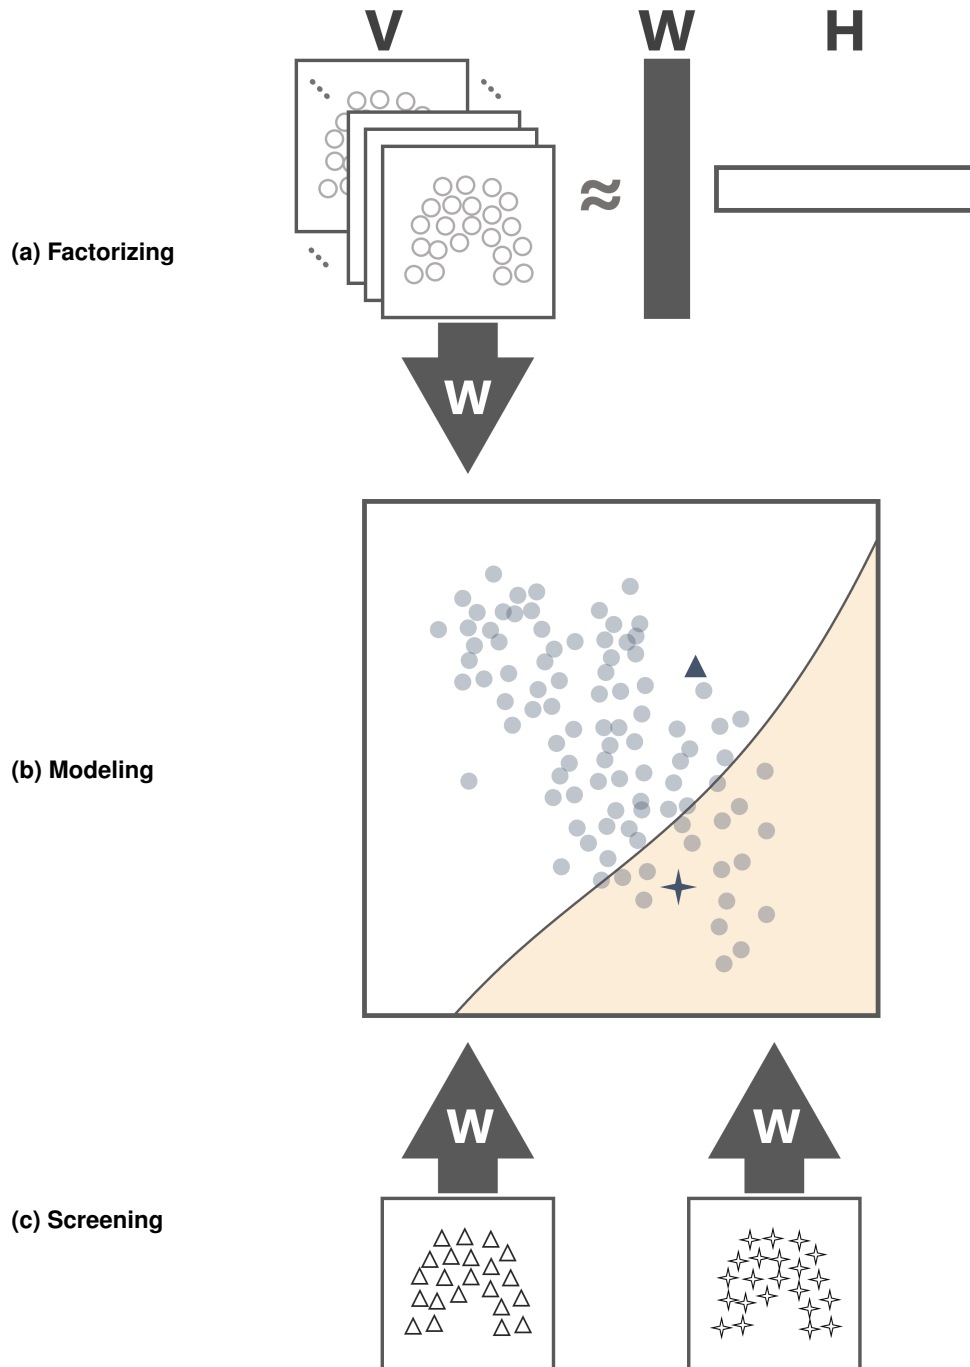 V W H
≈
(a) Factorizing
W
(b) Modeling
W W
(c) Screening